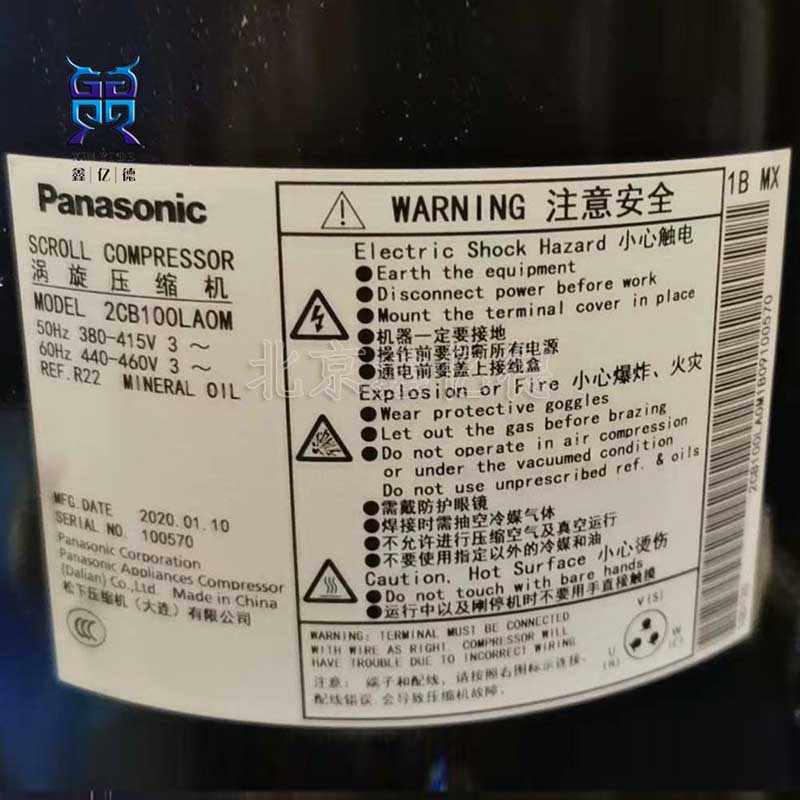 鑫亿德
Panasonic
SCROLL COMPRESSOR
涡旋压缩机
MODEL 2CB100LA0M
50Hz 380-415V 3 ～
60Hz 440-460V 3 ～
REF.R22 MINERAL OIL
MFG.DATE 2020.01.10
SERIAL NO. 100570
Panasonic Corporation
Panasonic Appliances Compressor
(Dalian) Co.,Ltd. Made in China
松下压缩机（大连）有限公司
CCC
WARNING 注意安全
Electric Shock Hazard 小心触电
●Earth the equipment
●Disconnect power before work
●Mount the terminal cover in place
●机器一定要接地
●操作前要切断所有电源
●通电前要盖上接线盒
Explosion or Fire 小心爆炸、火灾
●Wear protective goggles
●Let out the gas before brazing
●Do not operate in air compression
or under the vacuumed condition
Do not use unprescribed ref. & oils
●需戴防护眼镜
●焊接时需抽空冷媒气体
●不允许进行压缩空气及真空运行
●不要使用指定以外的冷媒和油
Caution, Hot Surface 小心烫伤
●Do not touch with bare hands
●运行中以及刚停机时不要用手直接触摸
WARNING: TERMINAL MUST BE CONNECTED
WITH WIRE AS RIGHT. COMPRESSOR WILL
HAVE TROUBLE DUE TO INCORRECT WIRING
注意: 端子和配线, 请按照右图标示连接、
配线错误 会导致压缩机故障.
V(S)
U
(R)
W
(C)
1B MX
2CB100LA0M1B09100570
北京